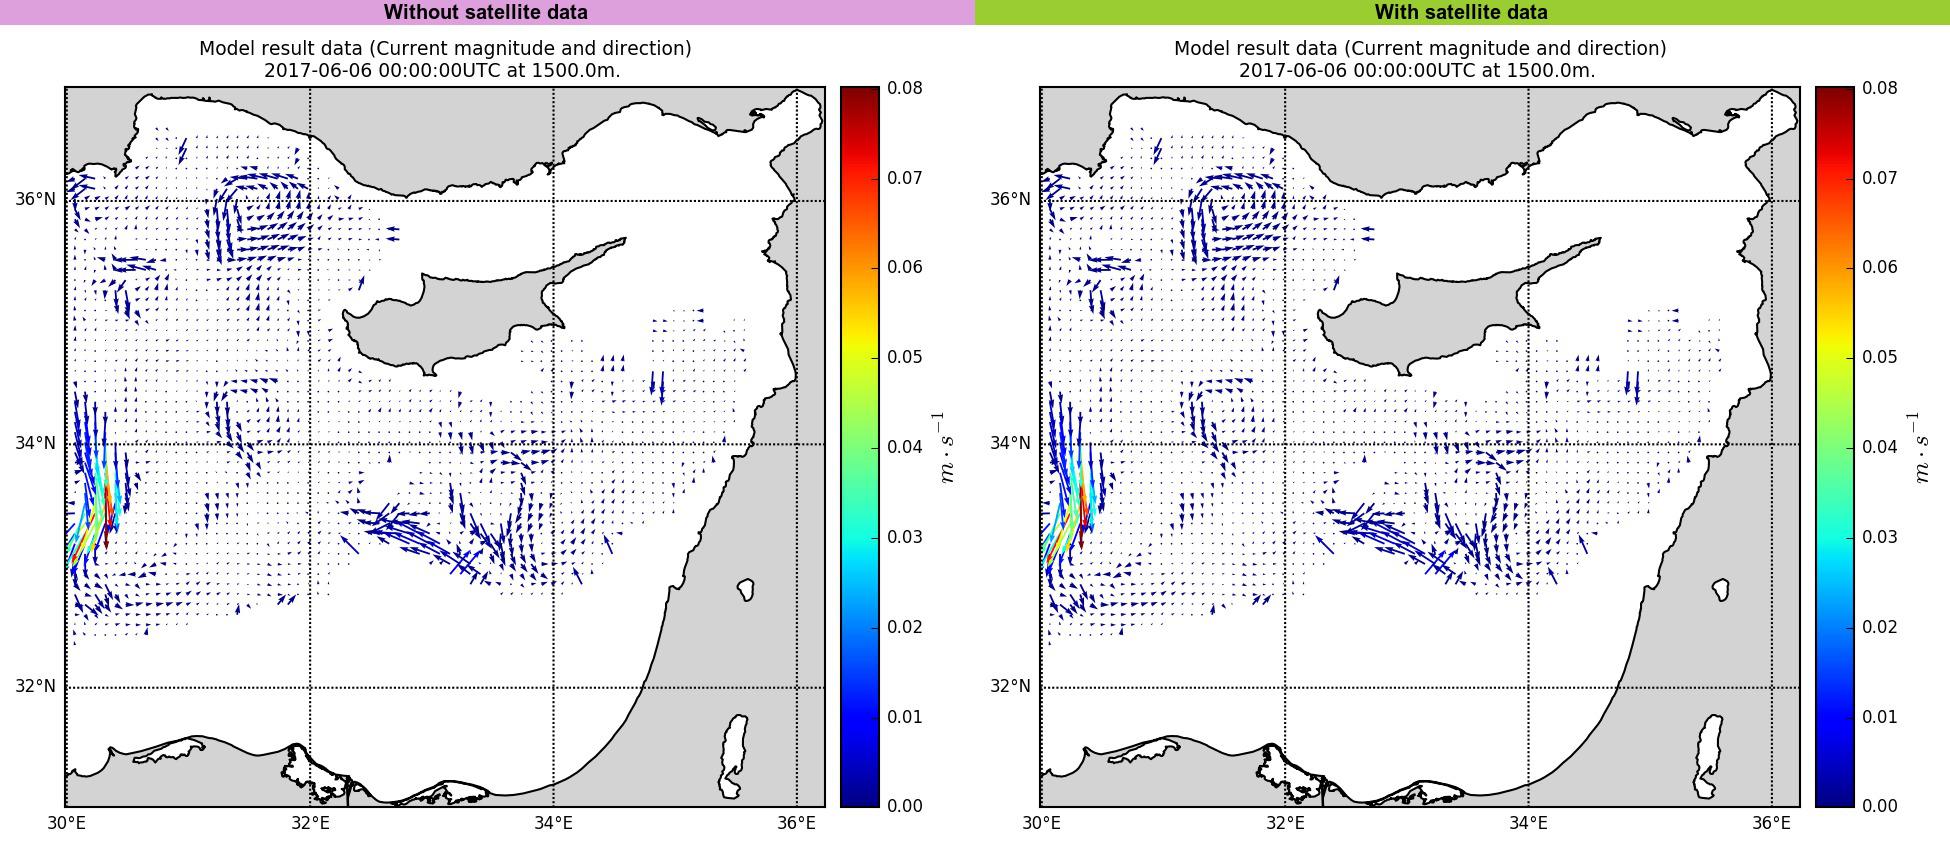 Without satellite data
With satellite data
Model result data (Current magnitude and direction)
2017-06-06 00:00:00UTC at 1500.0m.
36°N
34°N
32°N
30°E
32°E
34°E
36°E
0.08
0.07
0.06
0.05
0.04
0.03
0.02
0.01
0.00
m · s⁻¹
Model result data (Current magnitude and direction)
2017-06-06 00:00:00UTC at 1500.0m.
36°N
34°N
32°N
30°E
32°E
34°E
36°E
0.08
0.07
0.06
0.05
0.04
0.03
0.02
0.01
0.00
m · s⁻¹